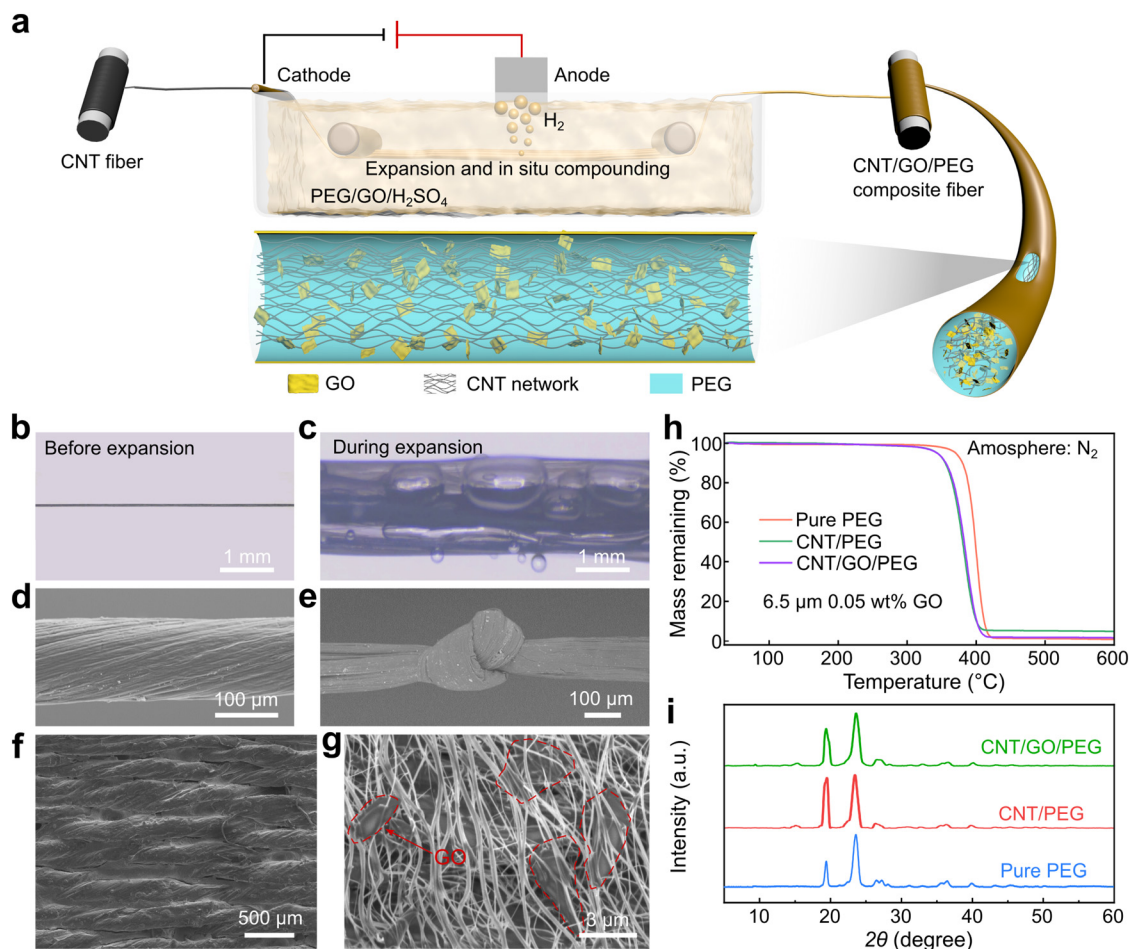 a
Cathode
Anode
H₂
CNT fiber
Expansion and in situ compounding
PEG/GO/H₂SO₄
CNT/GO/PEG
composite fiber
GO
CNT network
PEG
b
Before expansion
1 mm
c
During expansion
1 mm
d
100 µm
e
100 µm
f
500 µm
g
GO
3 µm
h
Mass remaining (%)
100
80
60
40
20
0
Amosphere: N₂
Pure PEG
CNT/PEG
CNT/GO/PEG
6.5 µm 0.05 wt% GO
100
200
300
400
500
600
Temperature (°C)
i
Intensity (a.u.)
CNT/GO/PEG
CNT/PEG
Pure PEG
10
20
30
40
50
60
2θ (degree)